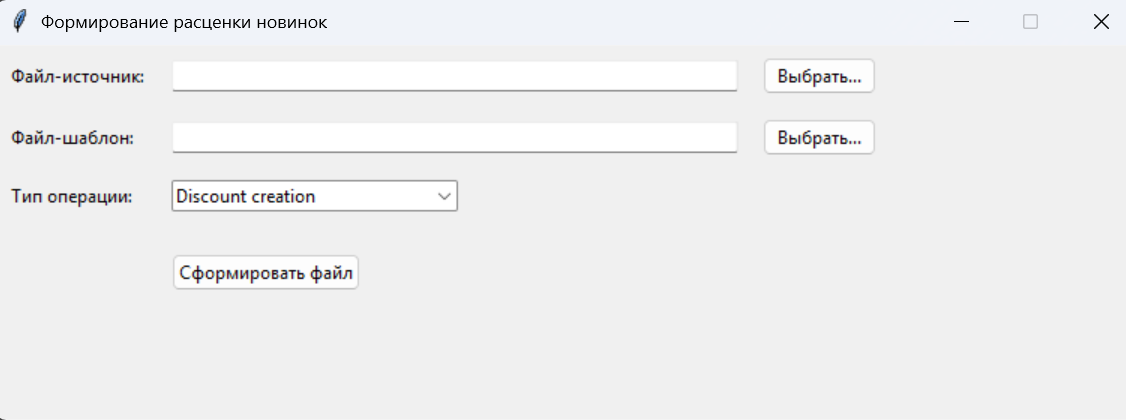 Формирование расценки новинок
Файл-источник: Выбрать...
Файл-шаблон: Выбрать...
Тип операции: Discount creation
Сформировать файл